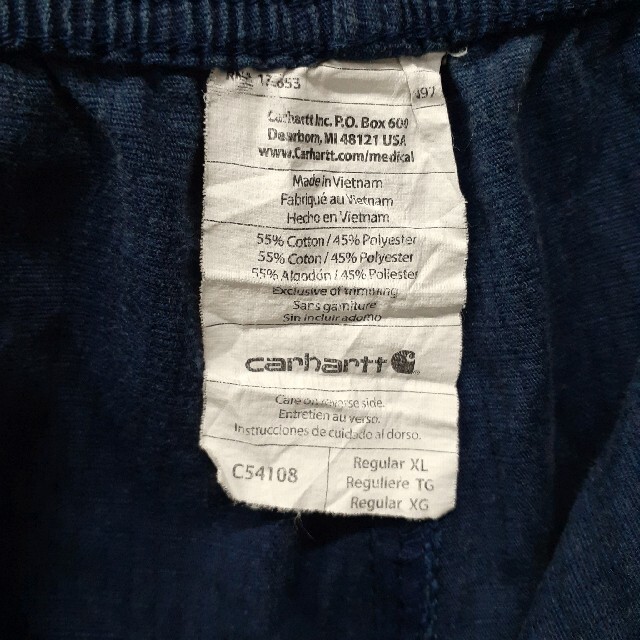 Carhartt Inc. P.O. Box 600
Dearborn, MI 48121 USA
www.Carhartt.com/medical
Made in Vietnam
Fabriqué au Vietnam
Hecho en Vietnam
55% Cotton / 45% Polyester
55% Coton / 45% Polyester
55% Algodón / 45% Poliester
Exclusive of trimming
Sans garniture
Sin incluir adorno
carhartt
Care on reverse side.
Entretien au verso.
Instrucciones de cuidado al dorso.
C54108
Regular XL
Reguliere TG
Regular XG